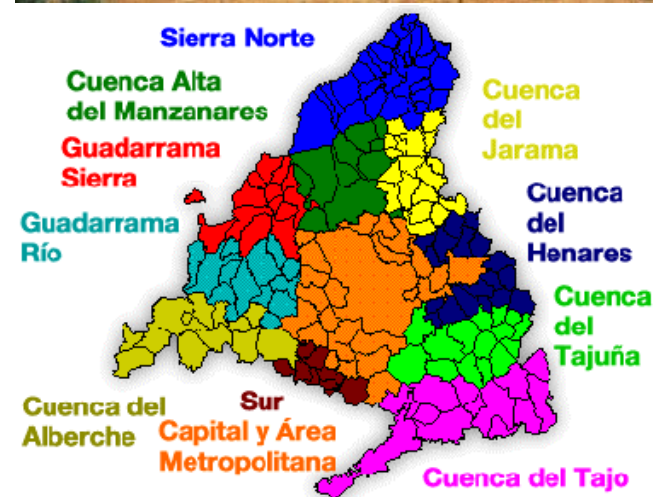 Sierra Norte
Cuenca Alta
del Manzanares
Cuenca
del
Jarama
Guadarrama
Sierra
Cuenca
del
Henares
Guadarrama
Río
Cuenca
del
Tajuña
Cuenca del
Alberche
Sur
Capital y Área
Metropolitana
Cuenca del Tajo